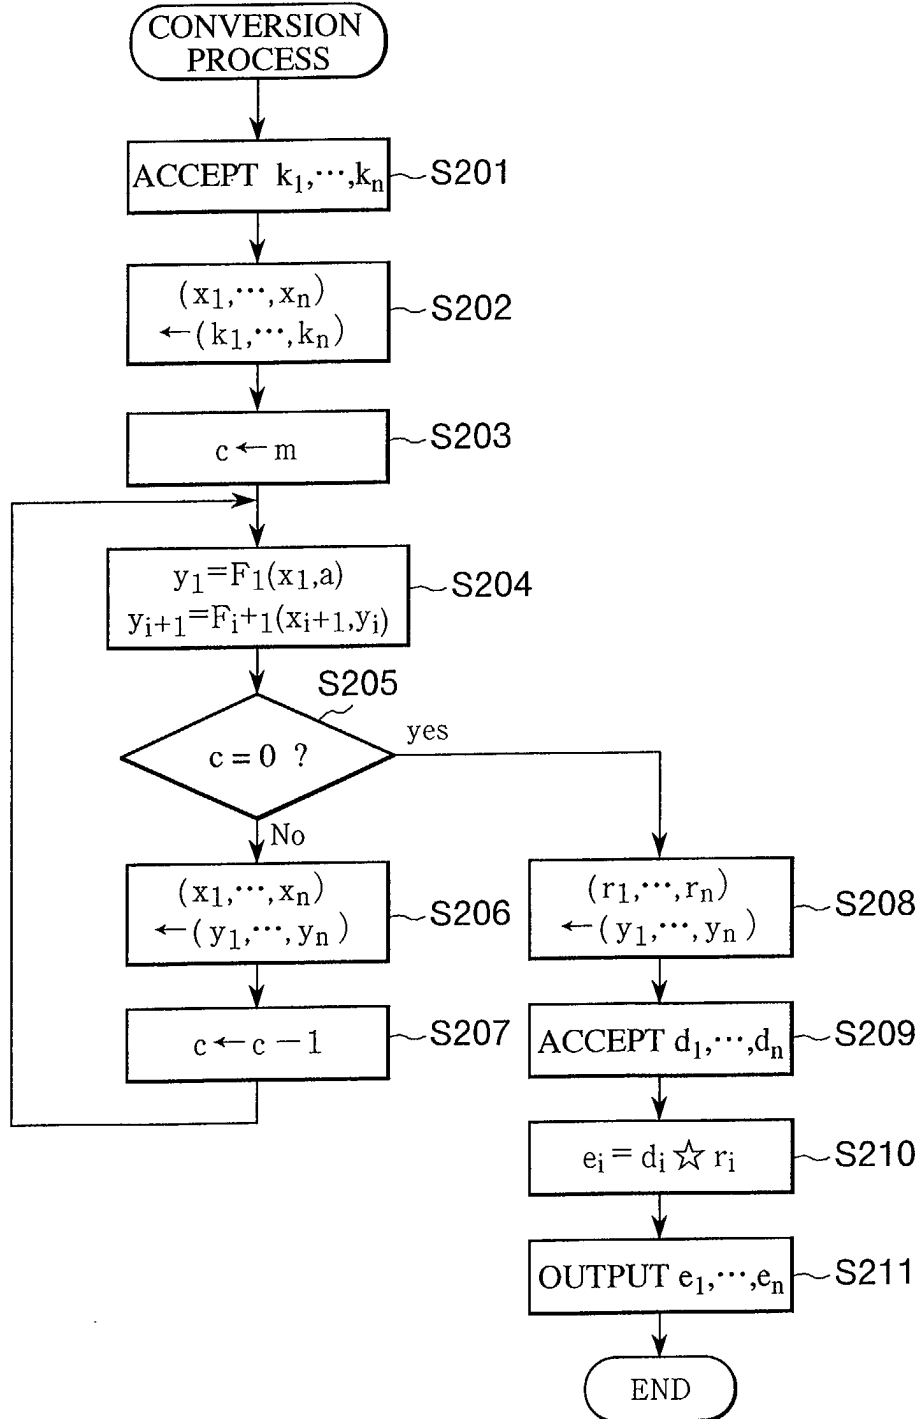 CONVERSION
PROCESS
ACCEPT k₁,⋯,kₙ
S201
(x₁,⋯,xₙ)
←(k₁,⋯,kₙ)
S202
c←m
S203
y₁=F₁(x₁,a)
yᵢ₊₁=Fᵢ+1(xᵢ₊₁,yᵢ)
S204
S205
c=0 ?
yes
No
(x₁,⋯,xₙ)
←(y₁,⋯,yₙ)
S206
c←c−1
S207
(r₁,⋯,rₙ)
←(y₁,⋯,yₙ)
S208
ACCEPT d₁,⋯,dₙ
S209
eᵢ=dᵢ☆rᵢ
S210
OUTPUT e₁,⋯,eₙ
S211
END